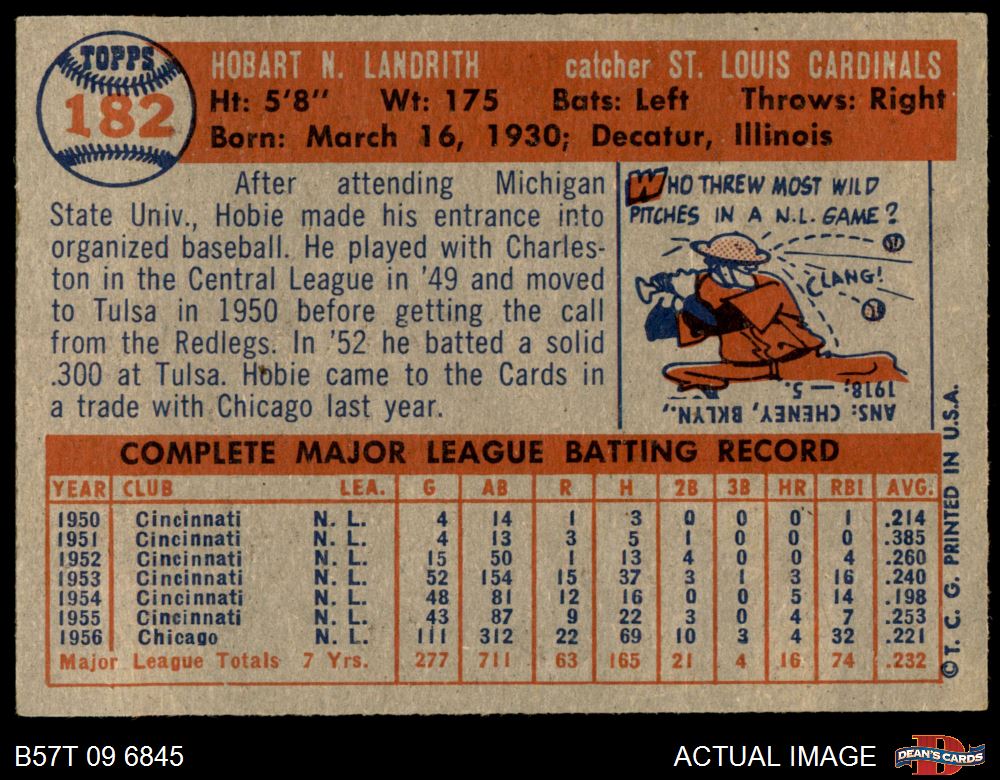 TOPPS
182
HOBART N. LANDRITH catcher ST. LOUIS CARDINALS
Ht: 5'8" Wt: 175 Bats: Left Throws: Right
Born: March 16, 1930; Decatur, Illinois
After attending Michigan
State Univ., Hobie made his entrance into
organized baseball. He played with Charles-
ton in the Central League in '49 and moved
to Tulsa in 1950 before getting the call
from the Redlegs. In '52 he batted a solid
.300 at Tulsa. Hobie came to the Cards in
a trade with Chicago last year.
WHO THREW MOST WILD
PITCHES IN A N.L. GAME?
CLANG!
ANS: CHENEY, BKLYN.,
1918; — 5.
COMPLETE MAJOR LEAGUE BATTING RECORD
YEAR CLUB LEA. G AB R H 2B 3B HR RBI AVG.
1950 Cincinnati N. L. 4 14 1 3 0 0 0 1 .214
1951 Cincinnati N. L. 4 13 3 5 1 0 0 0 .385
1952 Cincinnati N. L. 15 50 1 13 4 0 0 4 .260
1953 Cincinnati N. L. 52 154 15 37 3 1 3 16 .240
1954 Cincinnati N. L. 48 81 12 16 0 0 5 14 .198
1955 Cincinnati N. L. 43 87 9 22 3 0 4 7 .253
1956 Chicago N. L. 111 312 22 69 10 3 4 32 .221
Major League Totals 7 Yrs. 277 711 63 165 21 4 16 74 .232
© T. C. G. PRINTED IN U.S.A.
B57T 09 6845
ACTUAL IMAGE
D
DEAN'S CARDS